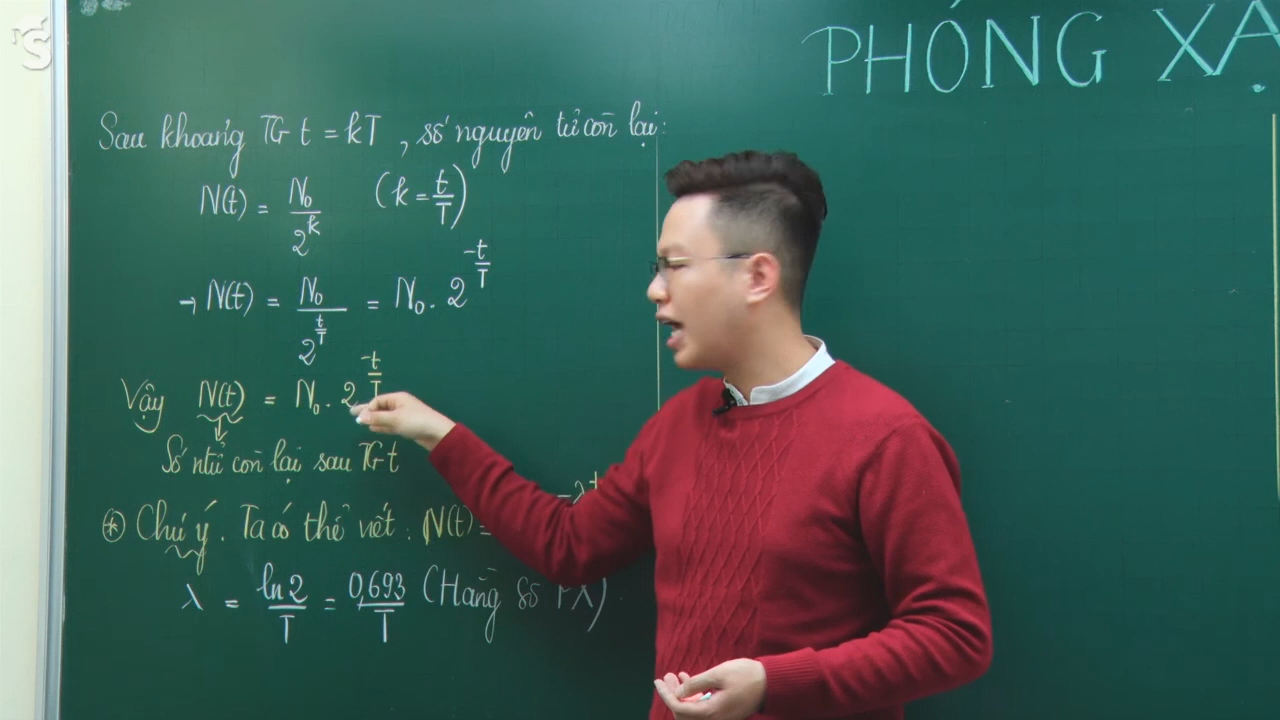 PHÓNG XẠ
Sau khoảng TG t = kT, số nguyên tử còn lại:
N(t) = N₀/2^k (k = t/T)
→ N(t) = N₀/2^(t/T) = N₀. 2^(-t/T)
Vậy N(t) = N₀. 2^(-t/T)
Số ntử còn lại sau TG t
⊛ Chú ý. Ta có thể viết: N(t) =
λ = ln2/T = 0,693/T (Hằng số PX).